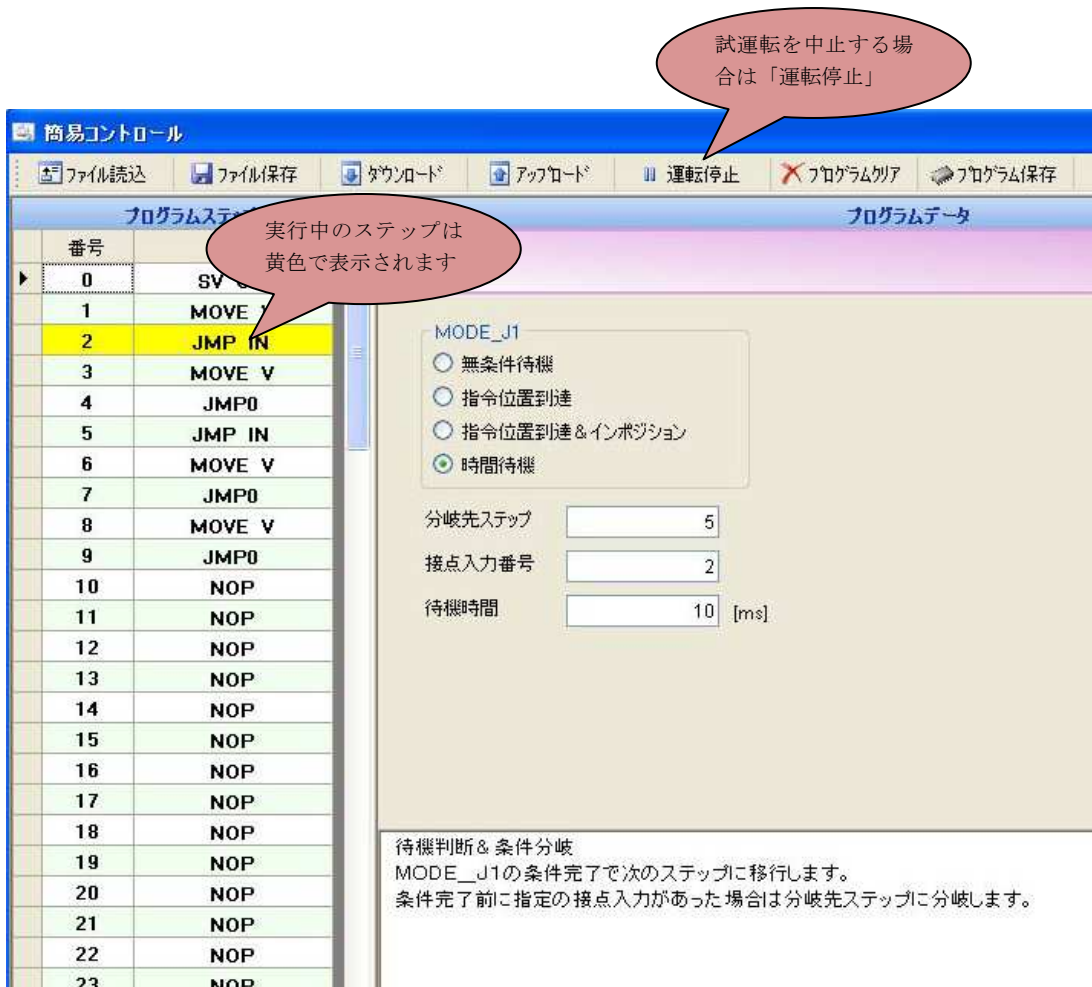 試運転を中止する場
合は「運転停止」
簡易コントロール
ファイル読込 ファイル保存 ダウンロード アップロード 運転停止 プログラムクリア プログラム保存
プログラムステッ
プログラムデータ
実行中のステップは
黄色で表示されます
番号
0 SV
1 MOVE
2 JMP IN
3 MOVE V
4 JMP0
5 JMP IN
6 MOVE V
7 JMP0
8 MOVE V
9 JMP0
10 NOP
11 NOP
12 NOP
13 NOP
14 NOP
15 NOP
16 NOP
17 NOP
18 NOP
19 NOP
20 NOP
21 NOP
22 NOP
23 NOP
MODE_J1
無条件待機
指令位置到達
指令位置到達&インポジション
時間待機
分岐先ステップ 5
接点入力番号 2
待機時間 10 [ms]
待機判断&条件分岐
MODE__J1の条件完了で次のステップに移行します。
条件完了前に指定の接点入力があった場合は分岐先ステップに分岐します。